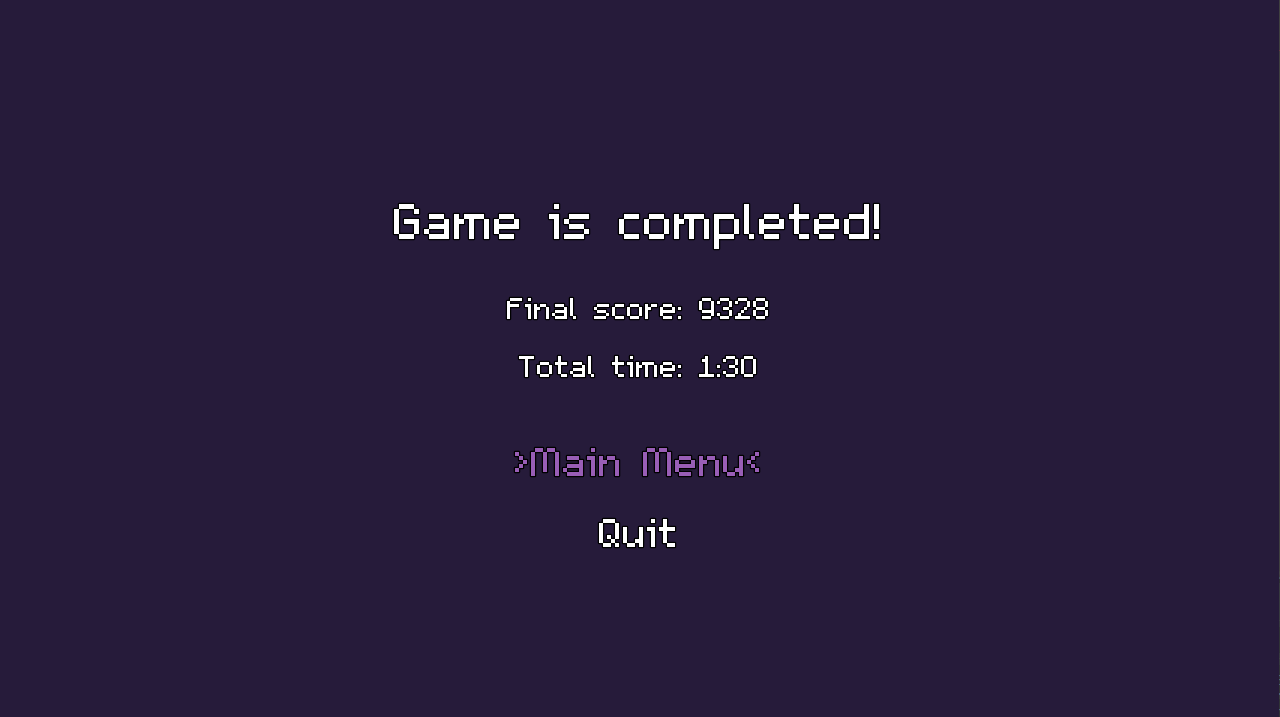 Game is completed!
Final score: 9328
Total time: 1:30
>Main Menu<
Quit